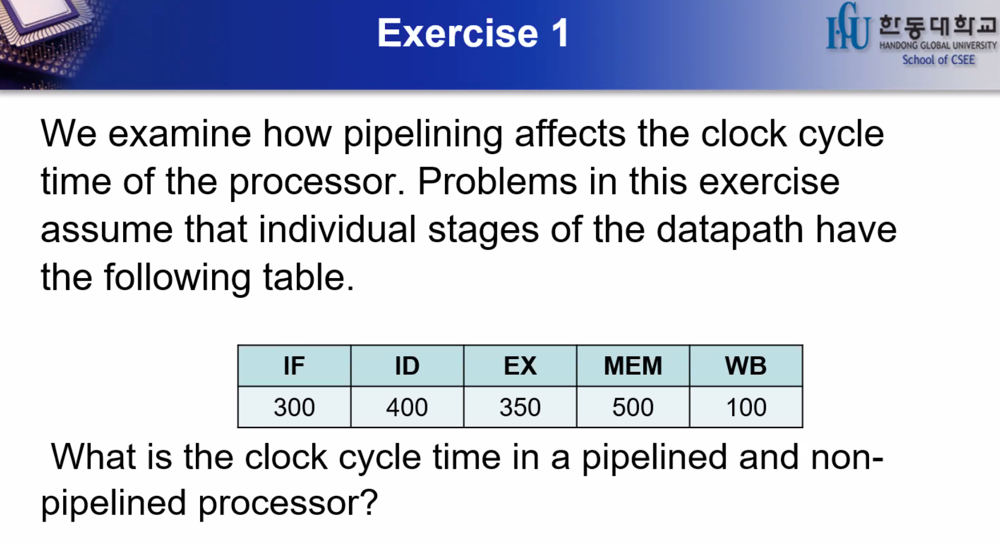 Exercise 1
한동대학교
HANDONG GLOBAL UNIVERSITY
School of CSEE
We examine how pipelining affects the clock cycle
time of the processor. Problems in this exercise
assume that individual stages of the datapath have
the following table.
IF ID EX MEM WB
300 400 350 500 100
What is the clock cycle time in a pipelined and non-
pipelined processor?